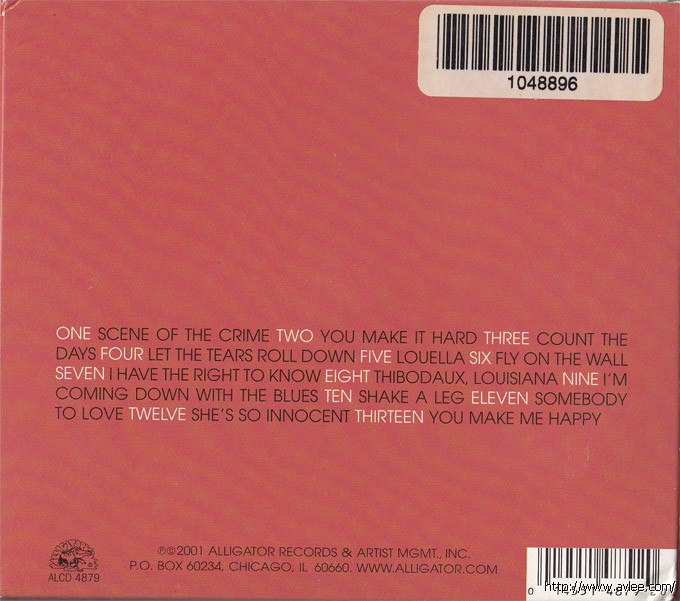 1048896
ONE SCENE OF THE CRIME TWO YOU MAKE IT HARD THREE COUNT THE
DAYS FOUR LET THE TEARS ROLL DOWN FIVE LOUELLA SIX FLY ON THE WALL
SEVEN I HAVE THE RIGHT TO KNOW EIGHT THIBODAUX, LOUISIANA NINE I'M
COMING DOWN WITH THE BLUES TEN SHAKE A LEG ELEVEN SOMEBODY
TO LOVE TWELVE SHE'S SO INNOCENT THIRTEEN YOU MAKE ME HAPPY
ALCD 4879
℗©2001 ALLIGATOR RECORDS & ARTIST MGMT., INC.
P.O. BOX 60234, CHICAGO, IL 60660. WWW.ALLIGATOR.COM
0
http://www.avlee.com/